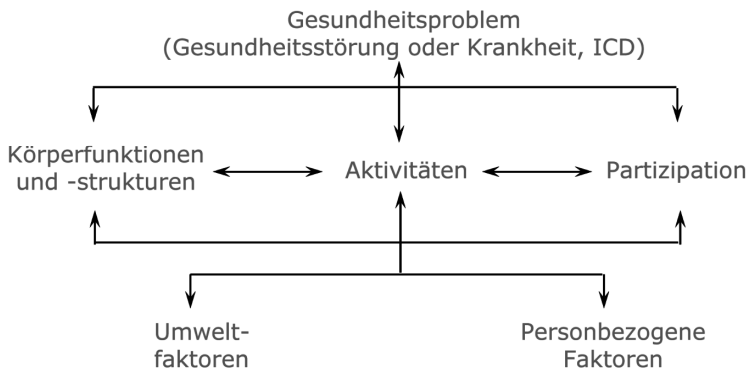 Gesundheitsproblem
(Gesundheitsstörung oder Krankheit, ICD)
Körperfunktionen
und -strukturen
Aktivitäten
Partizipation
Umwelt-
faktoren
Personbezogene
Faktoren